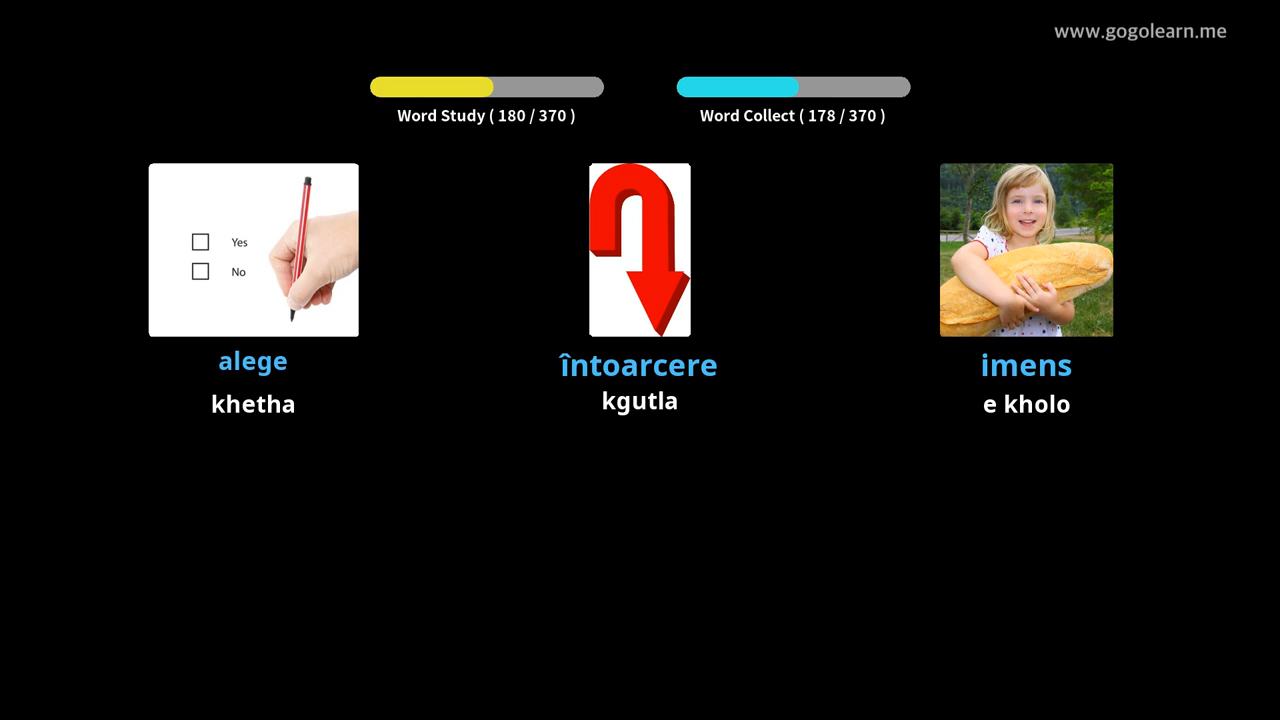 www.gogolearn.me
Word Study ( 180 / 370 )
Word Collect ( 178 / 370 )
Yes
No
alege
khetha
întoarcere
kgutla
imens
e kholo